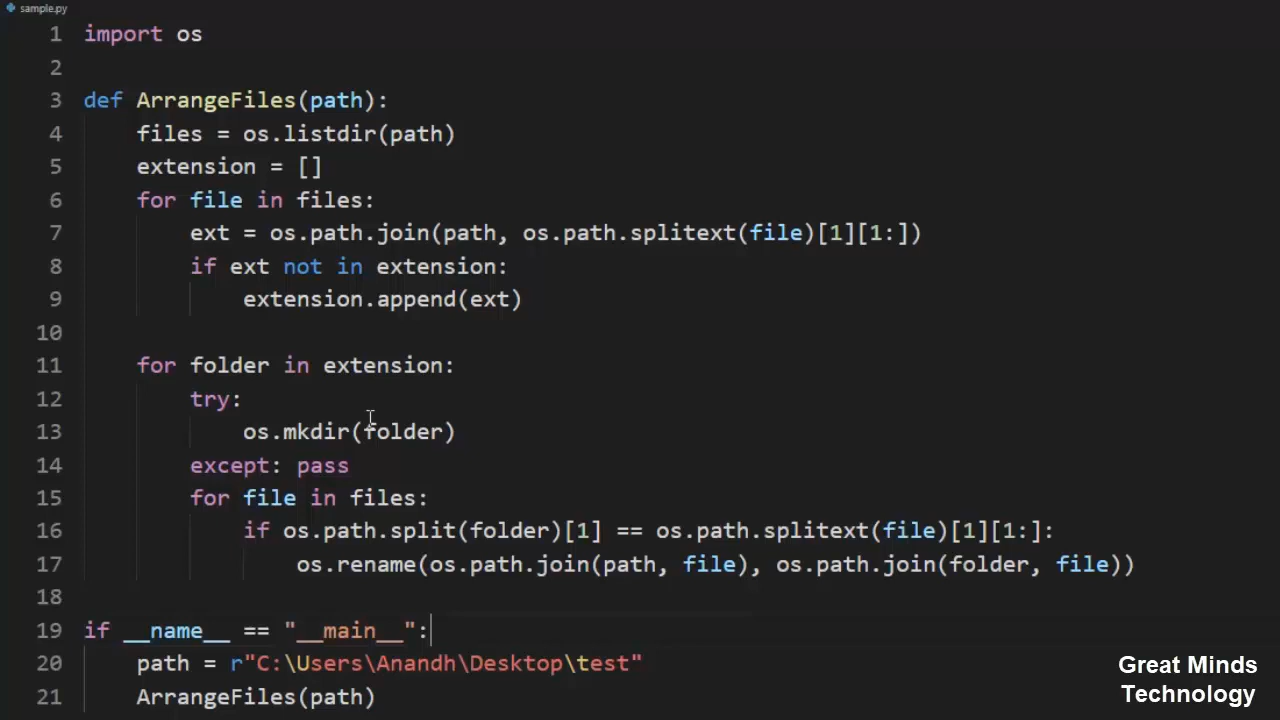 sample.py
1 import os
2
3 def ArrangeFiles(path):
4     files = os.listdir(path)
5     extension = []
6     for file in files:
7         ext = os.path.join(path, os.path.splitext(file)[1][1:])
8         if ext not in extension:
9             extension.append(ext)
10
11     for folder in extension:
12         try:
13             os.mkdir(folder)
14         except: pass
15         for file in files:
16             if os.path.split(folder)[1] == os.path.splitext(file)[1][1:]:
17                 os.rename(os.path.join(path, file), os.path.join(folder, file))
18
19 if __name__ == "__main__":
20     path = r"C:\Users\Anandh\Desktop\test"
21     ArrangeFiles(path)
Great Minds
Technology